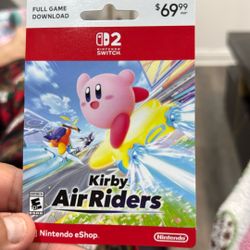 FULL GAME
DOWNLOAD
$69.99
2
NINTENDO
SWITCH
Kirby
Air Riders
E
Nintendo eShop
Nintendo